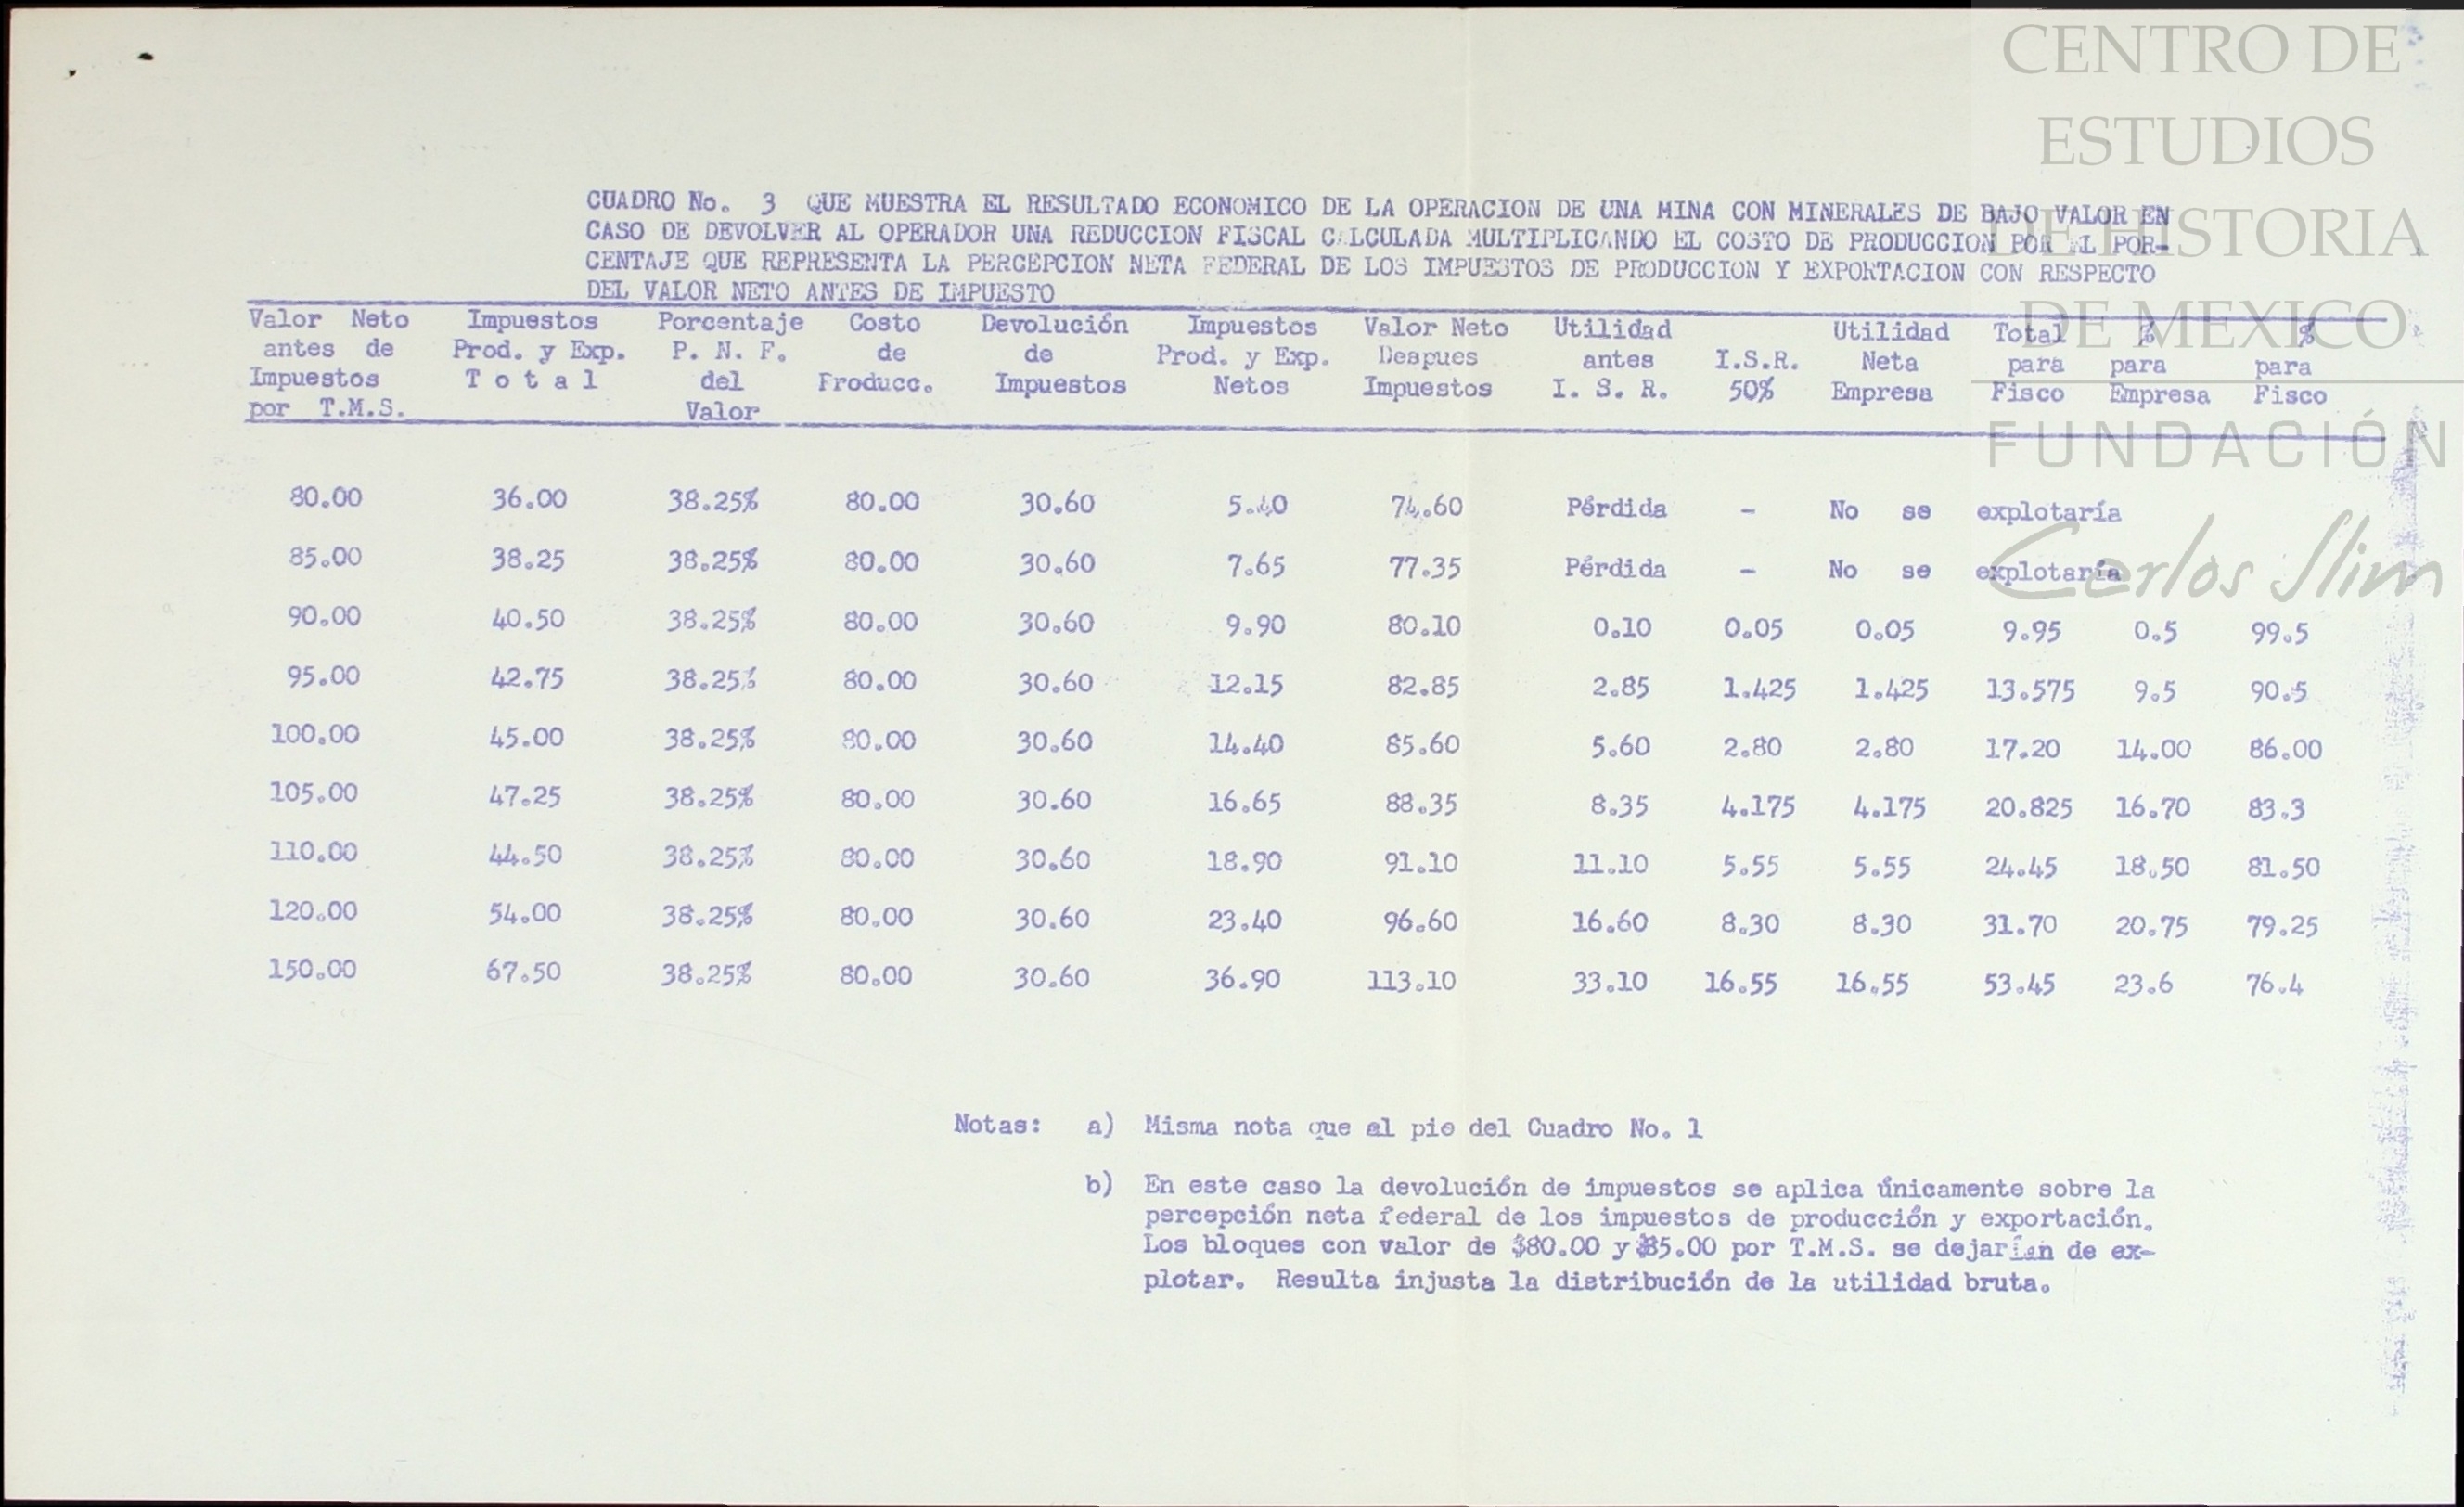 CENTRO DE
ESTUDIOS
DE HISTORIA
DE MEXICO
FUNDACIÓN
Carlos Slim
CUADRO No. 3 QUE MUESTRA EL RESULTADO ECONOMICO DE LA OPERACION DE UNA MINA CON MINERALES DE BAJO VALOR EN
CASO DE DEVOLVER AL OPERADOR UNA REDUCCION FISCAL CALCULADA MULTIPLICANDO EL COSTO DE PRODUCCION POR EL POR-
CENTAJE QUE REPRESENTA LA PERCEPCION NETA FEDERAL DE LOS IMPUESTOS DE PRODUCCION Y EXPORTACION CON RESPECTO
DEL VALOR NETO ANTES DE IMPUESTO
Valor Neto Impuestos Porcentaje Costo Devolución Impuestos Valor Neto Utilidad Utilidad Total % %
antes de Prod. y Exp. P. N. F. de de Prod. y Exp. Despues antes I.S.R. Neta para para para
Impuestos T o t a l del Producc. Impuestos Netos Impuestos I. S. R. 50% Empresa Fisco Empresa Fisco
por T.M.S. Valor
80.00 36.00 38.25% 80.00 30.60 5.40 74.60 Pérdida - No se explotaría
85.00 38.25 38.25% 80.00 30.60 7.65 77.35 Pérdida - No se explotaría
90.00 40.50 38.25% 80.00 30.60 9.90 80.10 0.10 0.05 0.05 9.95 0.5 99.5
95.00 42.75 38.25% 80.00 30.60 12.15 82.85 2.85 1.425 1.425 13.575 9.5 90.5
100.00 45.00 38.25% 80.00 30.60 14.40 85.60 5.60 2.80 2.80 17.20 14.00 86.00
105.00 47.25 38.25% 80.00 30.60 16.65 88.35 8.35 4.175 4.175 20.825 16.70 83.3
110.00 44.50 38.25% 80.00 30.60 18.90 91.10 11.10 5.55 5.55 24.45 18.50 81.50
120.00 54.00 38.25% 80.00 30.60 23.40 96.60 16.60 8.30 8.30 31.70 20.75 79.25
150.00 67.50 38.25% 80.00 30.60 36.90 113.10 33.10 16.55 16.55 53.45 23.6 76.4
Notas: a) Misma nota que al pie del Cuadro No. 1
b) En este caso la devolución de impuestos se aplica únicamente sobre la
percepción neta federal de los impuestos de producción y exportación.
Los bloques con valor de $80.00 y $85.00 por T.M.S. se dejarían de ex-
plotar. Resulta injusta la distribución de la utilidad bruta.